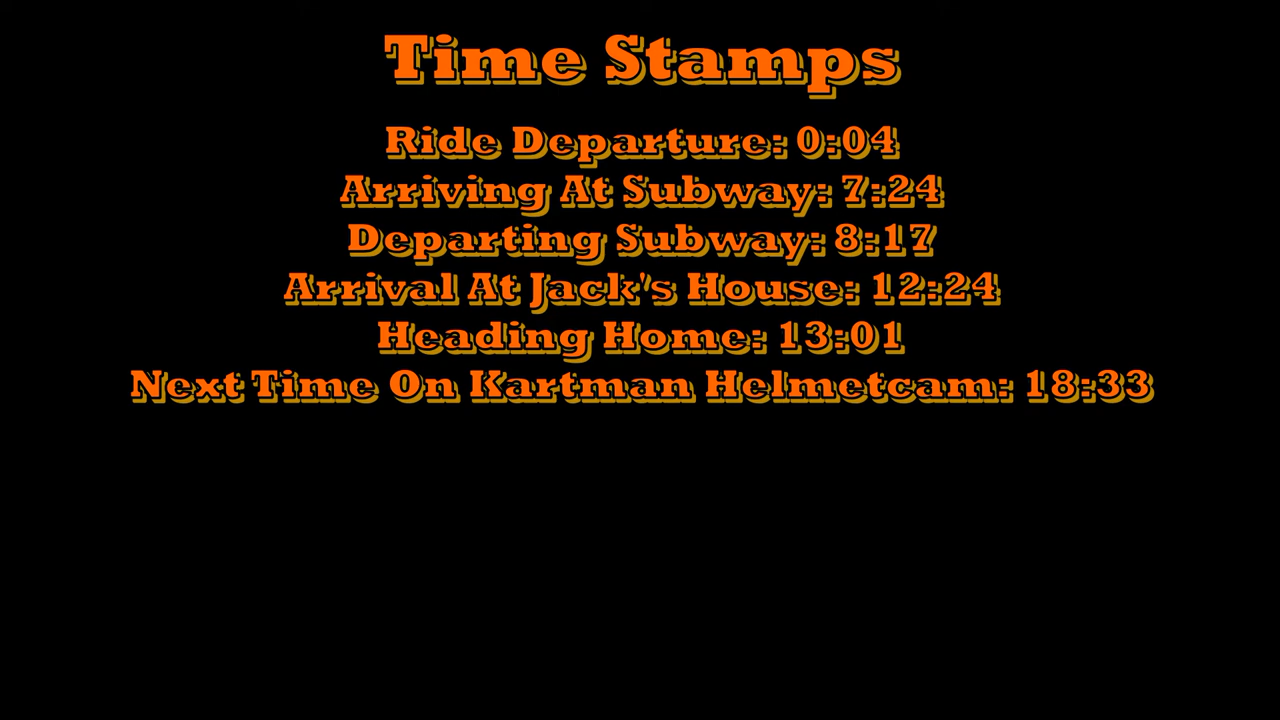 Time Stamps
Ride Departure: 0:04
Arriving At Subway: 7:24
Departing Subway: 8:17
Arrival At Jack's House: 12:24
Heading Home: 13:01
Next Time On Kartman Helmetcam: 18:33